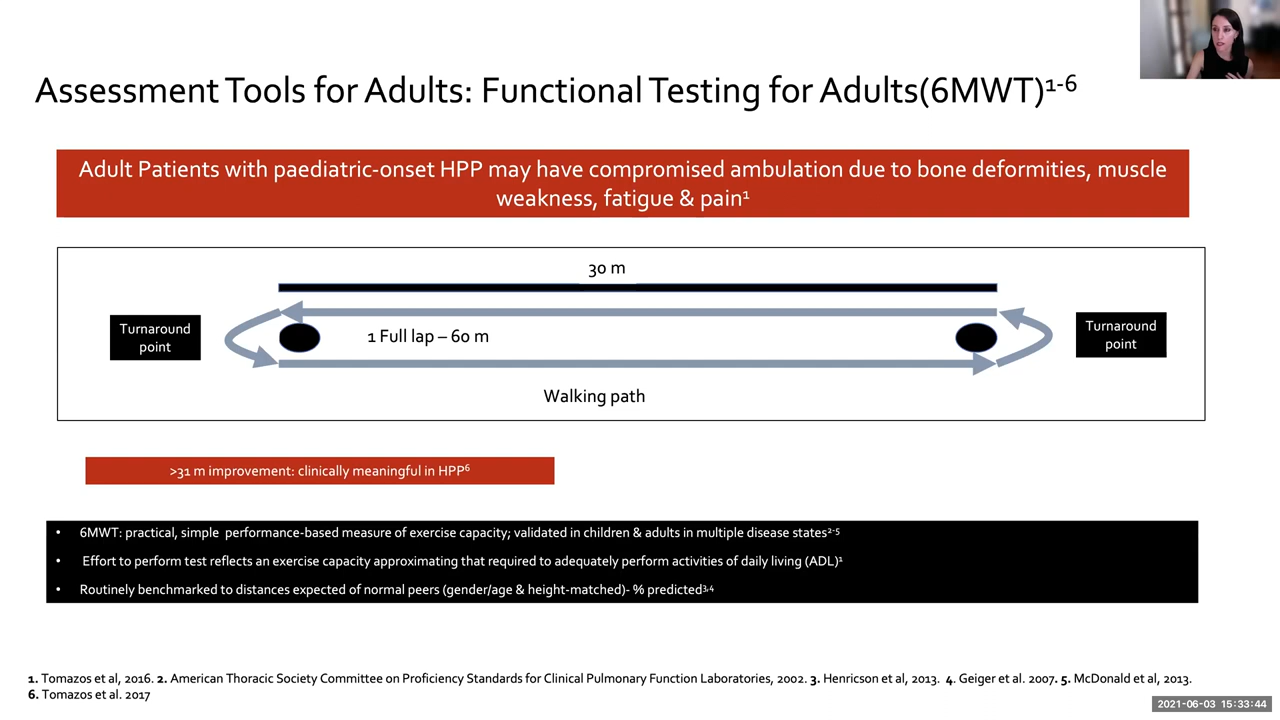 Assessment Tools for Adults: Functional Testing for Adults(6MWT)1-6
Adult Patients with paediatric-onset HPP may have compromised ambulation due to bone deformities, muscle
weakness, fatigue & pain1
30 m
Turnaround
point
1 Full lap – 60 m
Turnaround
point
Walking path
>31 m improvement: clinically meaningful in HPP6
• 6MWT: practical, simple performance-based measure of exercise capacity; validated in children & adults in multiple disease states2-5
• Effort to perform test reflects an exercise capacity approximating that required to adequately perform activities of daily living (ADL)1
• Routinely benchmarked to distances expected of normal peers (gender/age & height-matched)- % predicted3,4
1. Tomazos et al, 2016. 2. American Thoracic Society Committee on Proficiency Standards for Clinical Pulmonary Function Laboratories, 2002. 3. Henricson et al, 2013. 4. Geiger et al. 2007. 5. McDonald et al, 2013.
6. Tomazos et al. 2017
2021-06-03 15:33:44